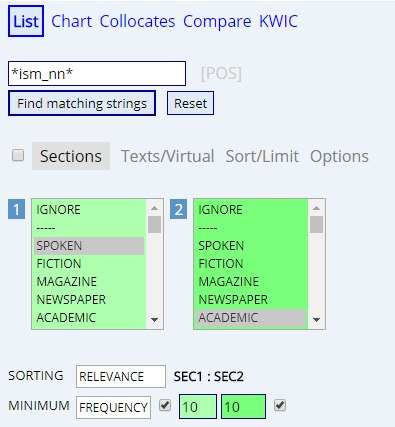 List Chart Collocates Compare KWIC
*ism_nn* [POS]
Find matching strings Reset
Sections Texts/Virtual Sort/Limit Options
1 IGNORE 2 IGNORE
----- -----
SPOKEN SPOKEN
FICTION FICTION
MAGAZINE MAGAZINE
NEWSPAPER NEWSPAPER
ACADEMIC ACADEMIC
SORTING RELEVANCE SEC1 : SEC2
MINIMUM FREQUENCY 10 10